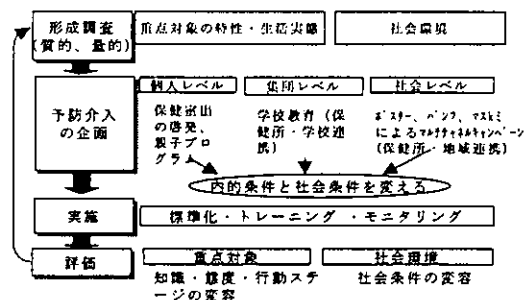 形成調査
(質的、量的)
重点対象の特性・生活実態
社会環境
予防介入
の企画
個人レベル
集団レベル
社会レベル
保健室出
の啓発、
親子プロ
グラム
学校教育(保
健所・学校連
携)
ポスター、パンフ、マスミ
によるマルチチャネルキャンペーン
(保健所・地域連携)
内的条件と社会条件を変える
実施
標準化・トレーニング・モニタリング
評価
重点対象
社会環境
知識・態度・行動ステ
ージの変容
社会条件の変容